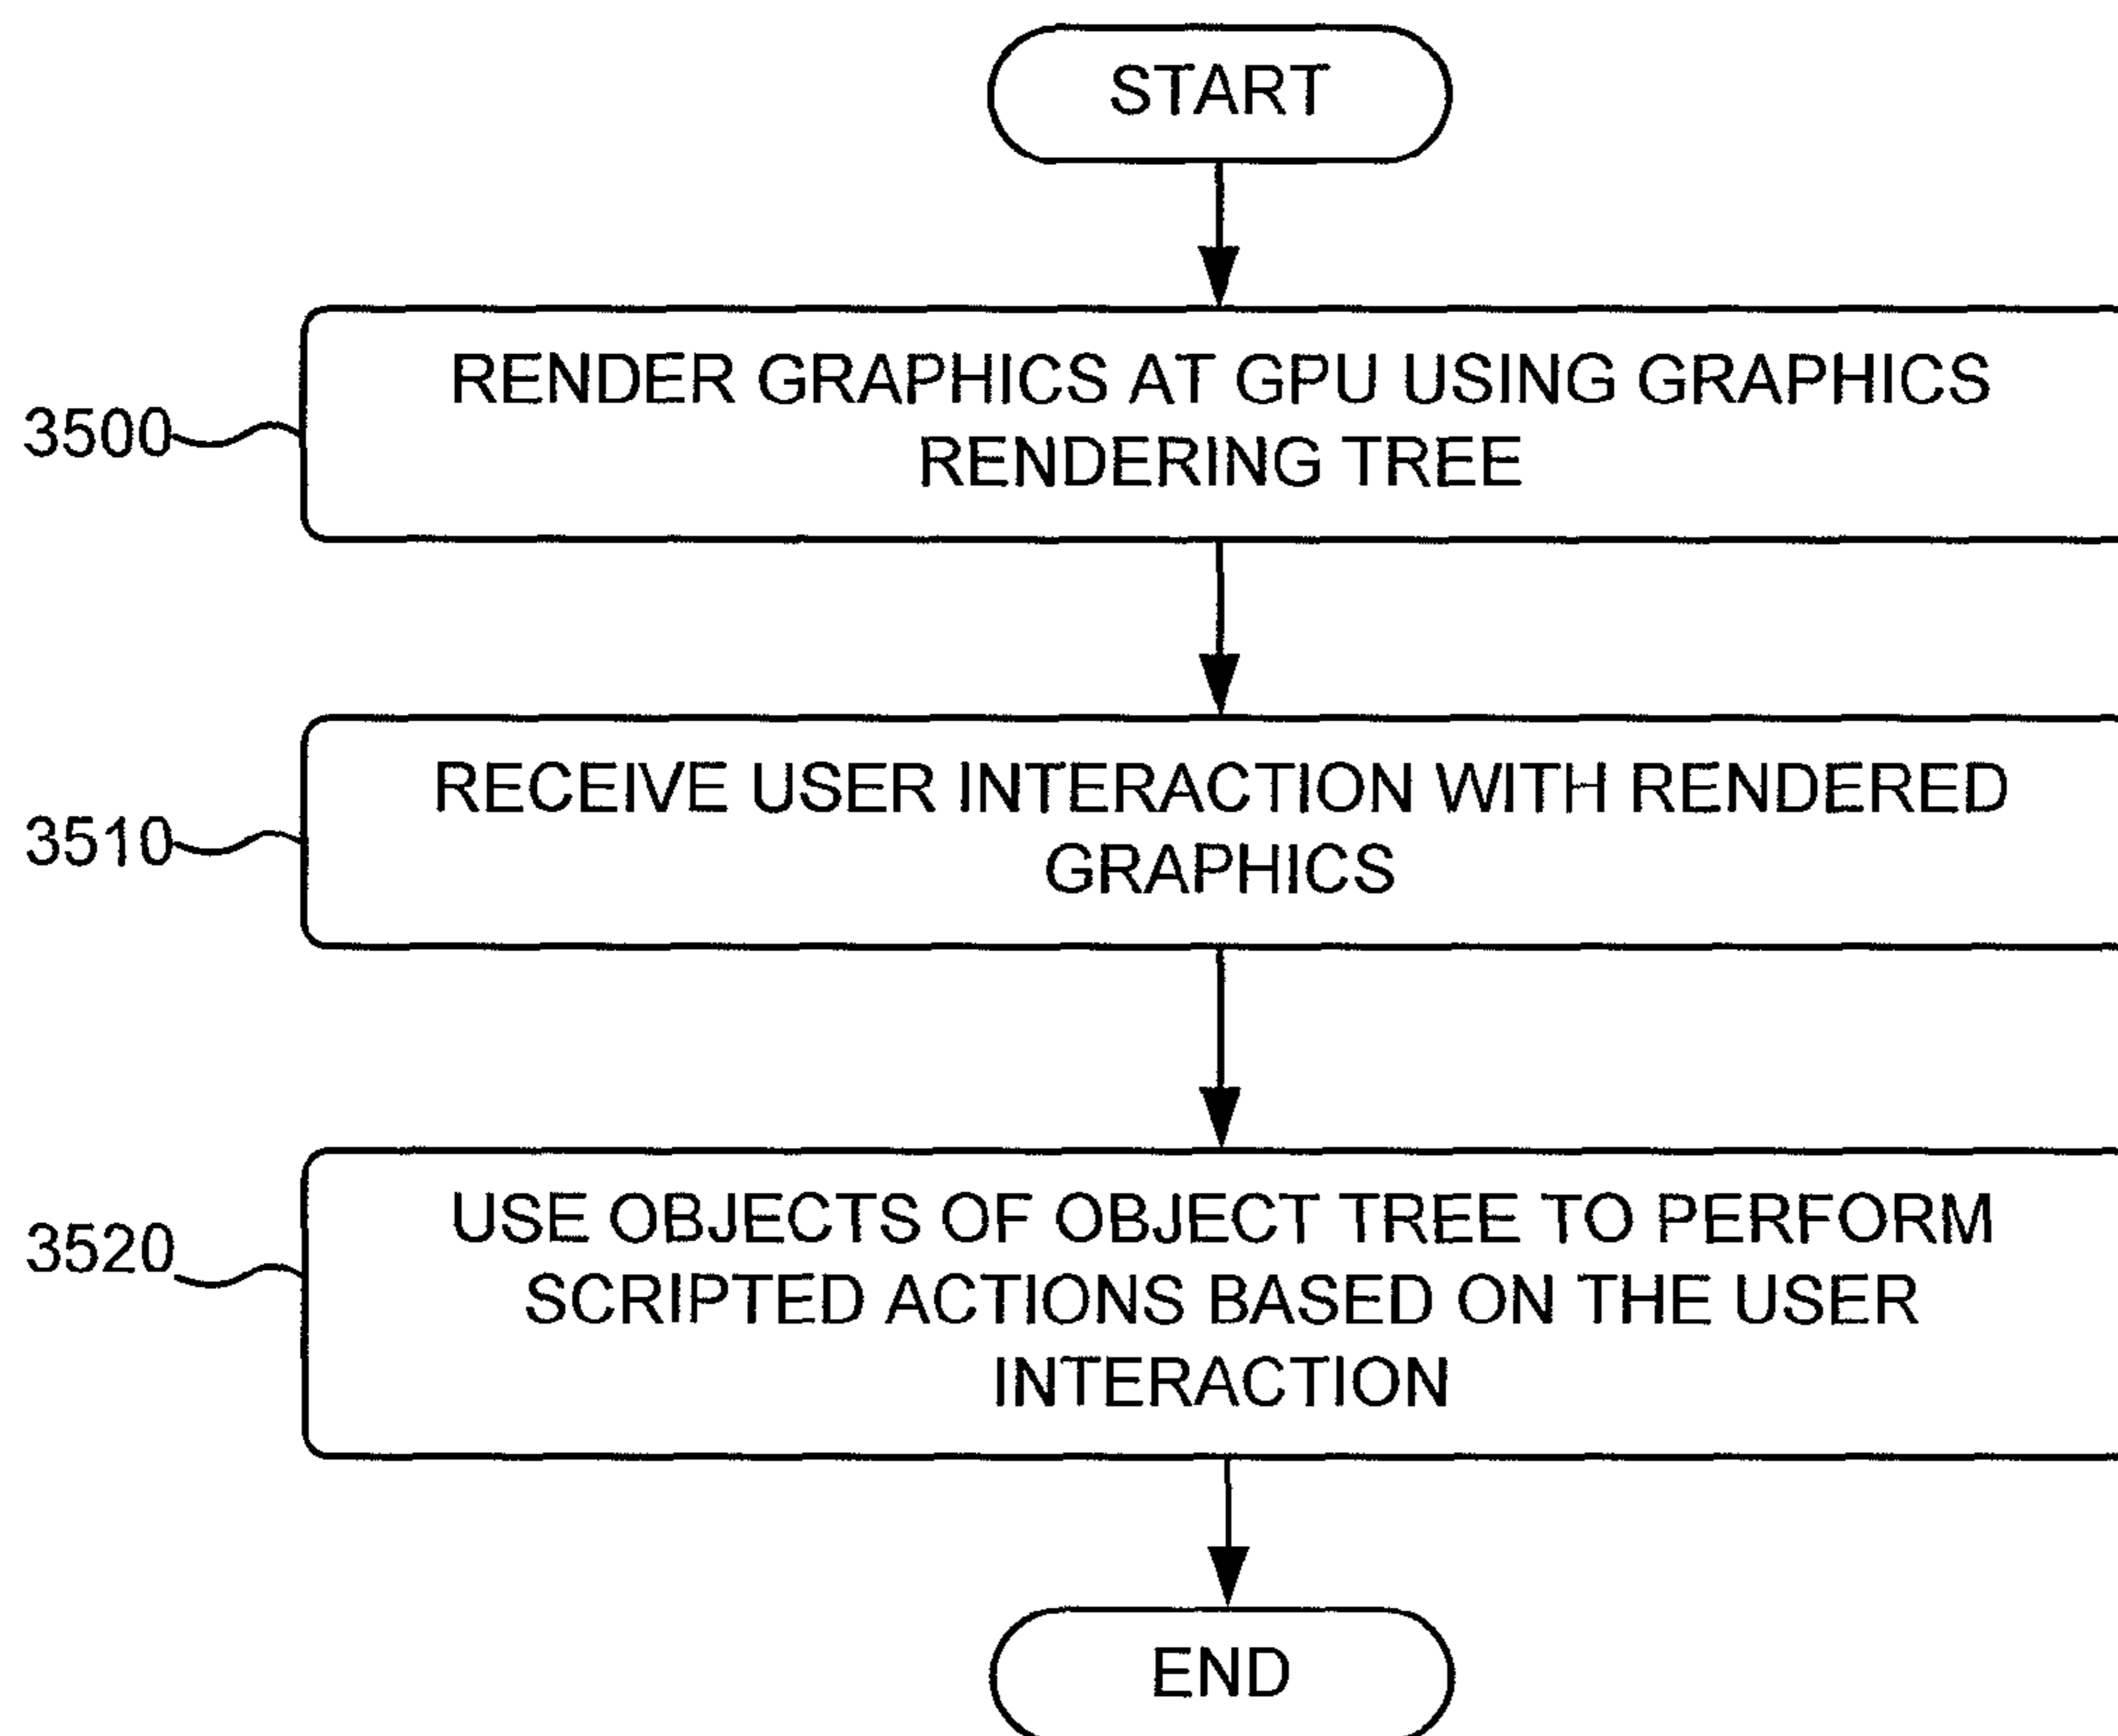 START
RENDER GRAPHICS AT GPU USING GRAPHICS
RENDERING TREE
3500
RECEIVE USER INTERACTION WITH RENDERED
GRAPHICS
3510
USE OBJECTS OF OBJECT TREE TO PERFORM
SCRIPTED ACTIONS BASED ON THE USER
INTERACTION
3520
END